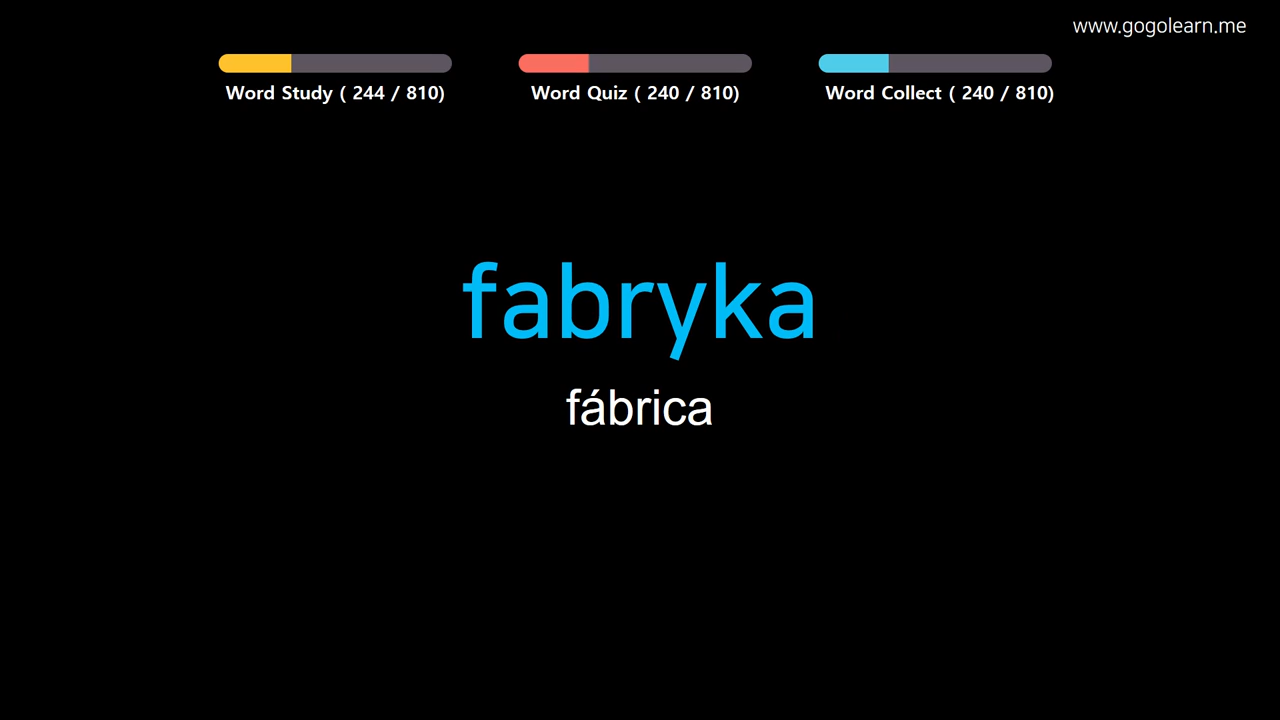 www.gogolearn.me
Word Study ( 244 / 810)
Word Quiz ( 240 / 810)
Word Collect ( 240 / 810)
fabryka
fábrica